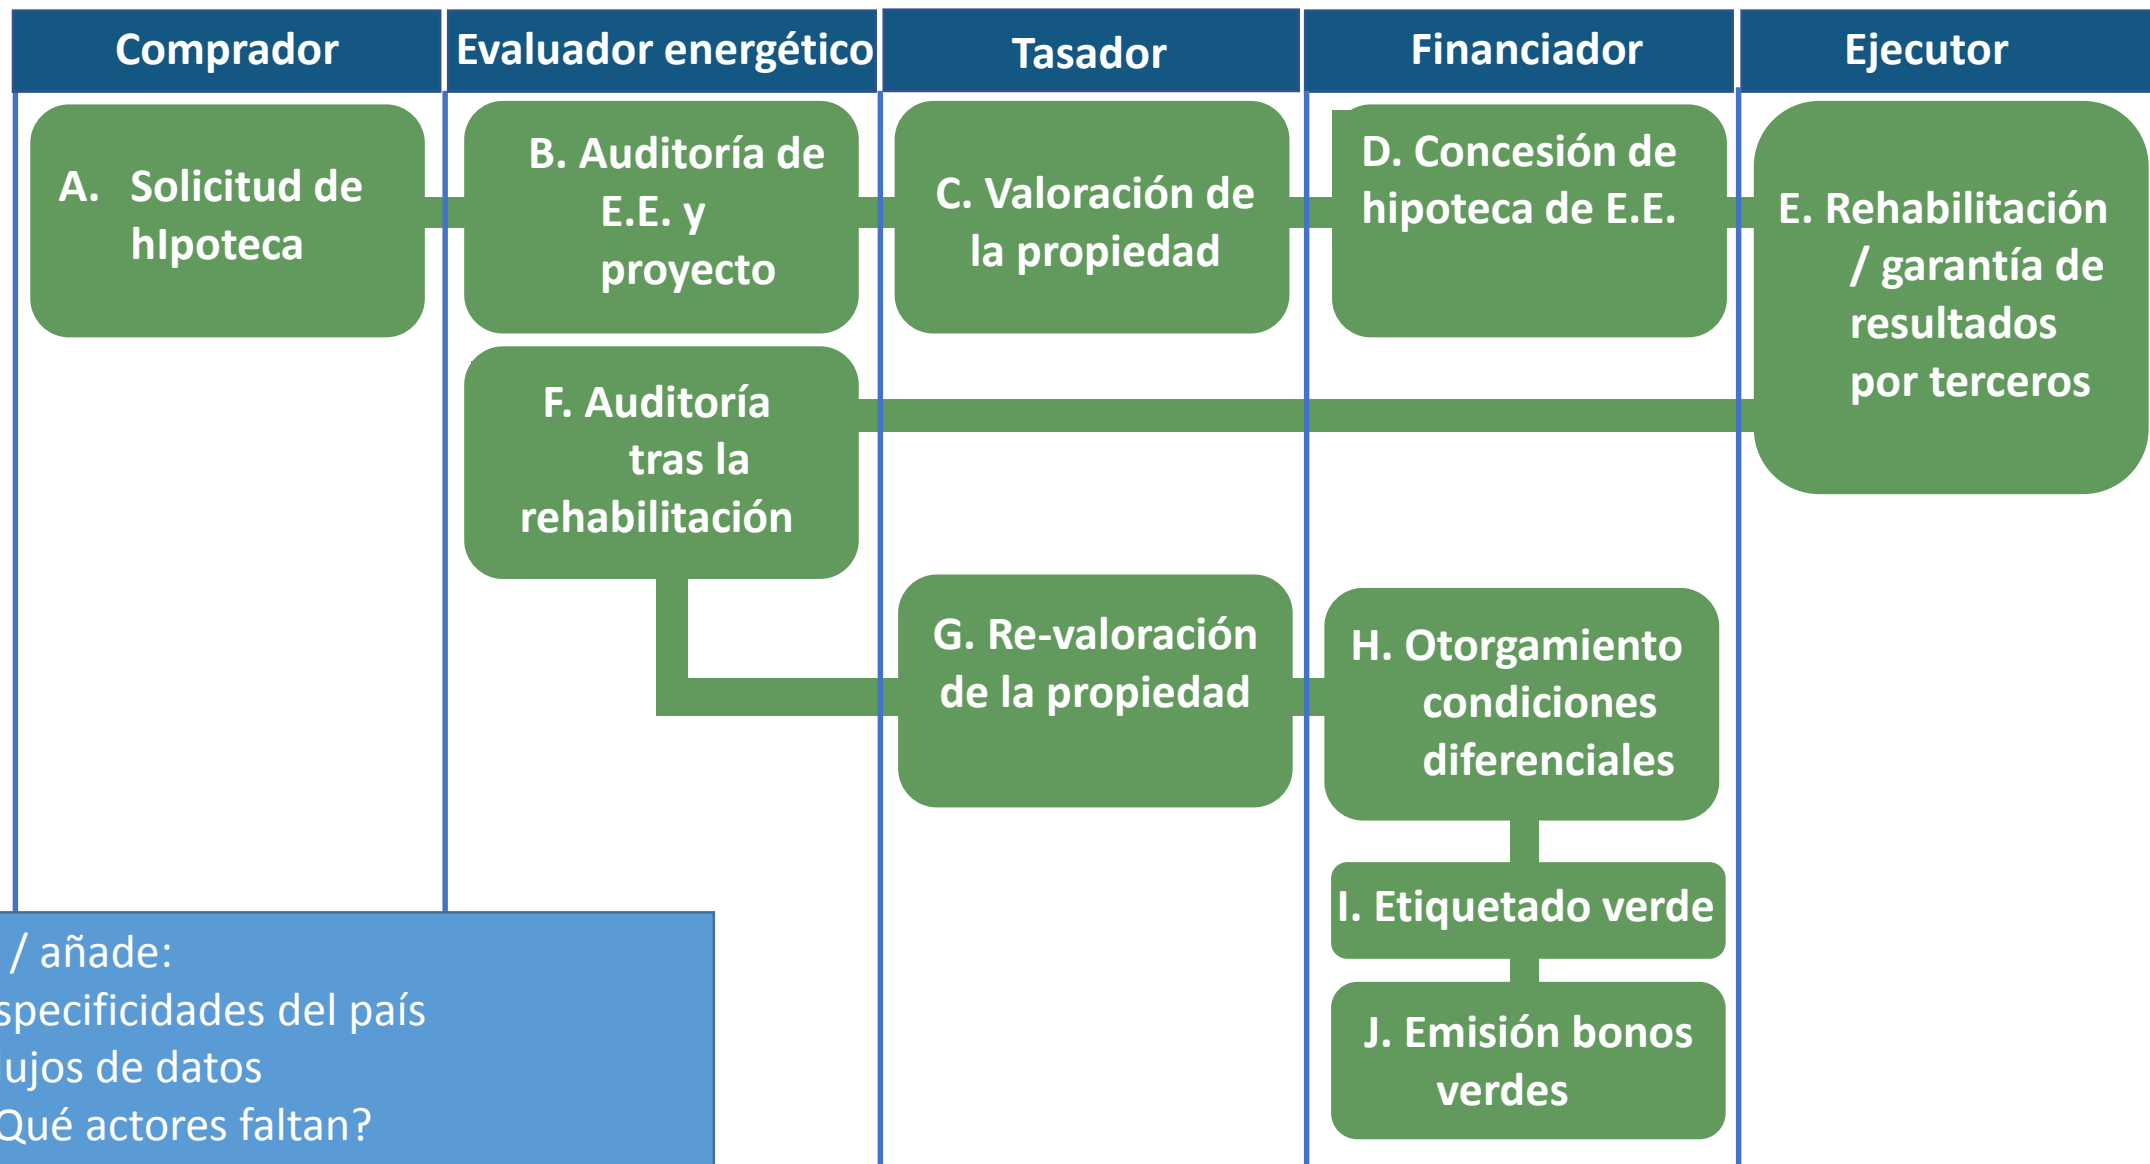 Comprador
Evaluador energético
Tasador
Financiador
Ejecutor
A. Solicitud de
hIpoteca
B. Auditoría de
E.E. y
proyecto
C. Valoración de
la propiedad
D. Concesión de
hipoteca de E.E.
E. Rehabilitación
/ garantía de
resultados
por terceros
F. Auditoría
tras la
rehabilitación
G. Re-valoración
de la propiedad
H. Otorgamiento
condiciones
diferenciales
I. Etiquetado verde
J. Emisión bonos
verdes
/ añade:
specificidades del país
lujos de datos
Qué actores faltan?